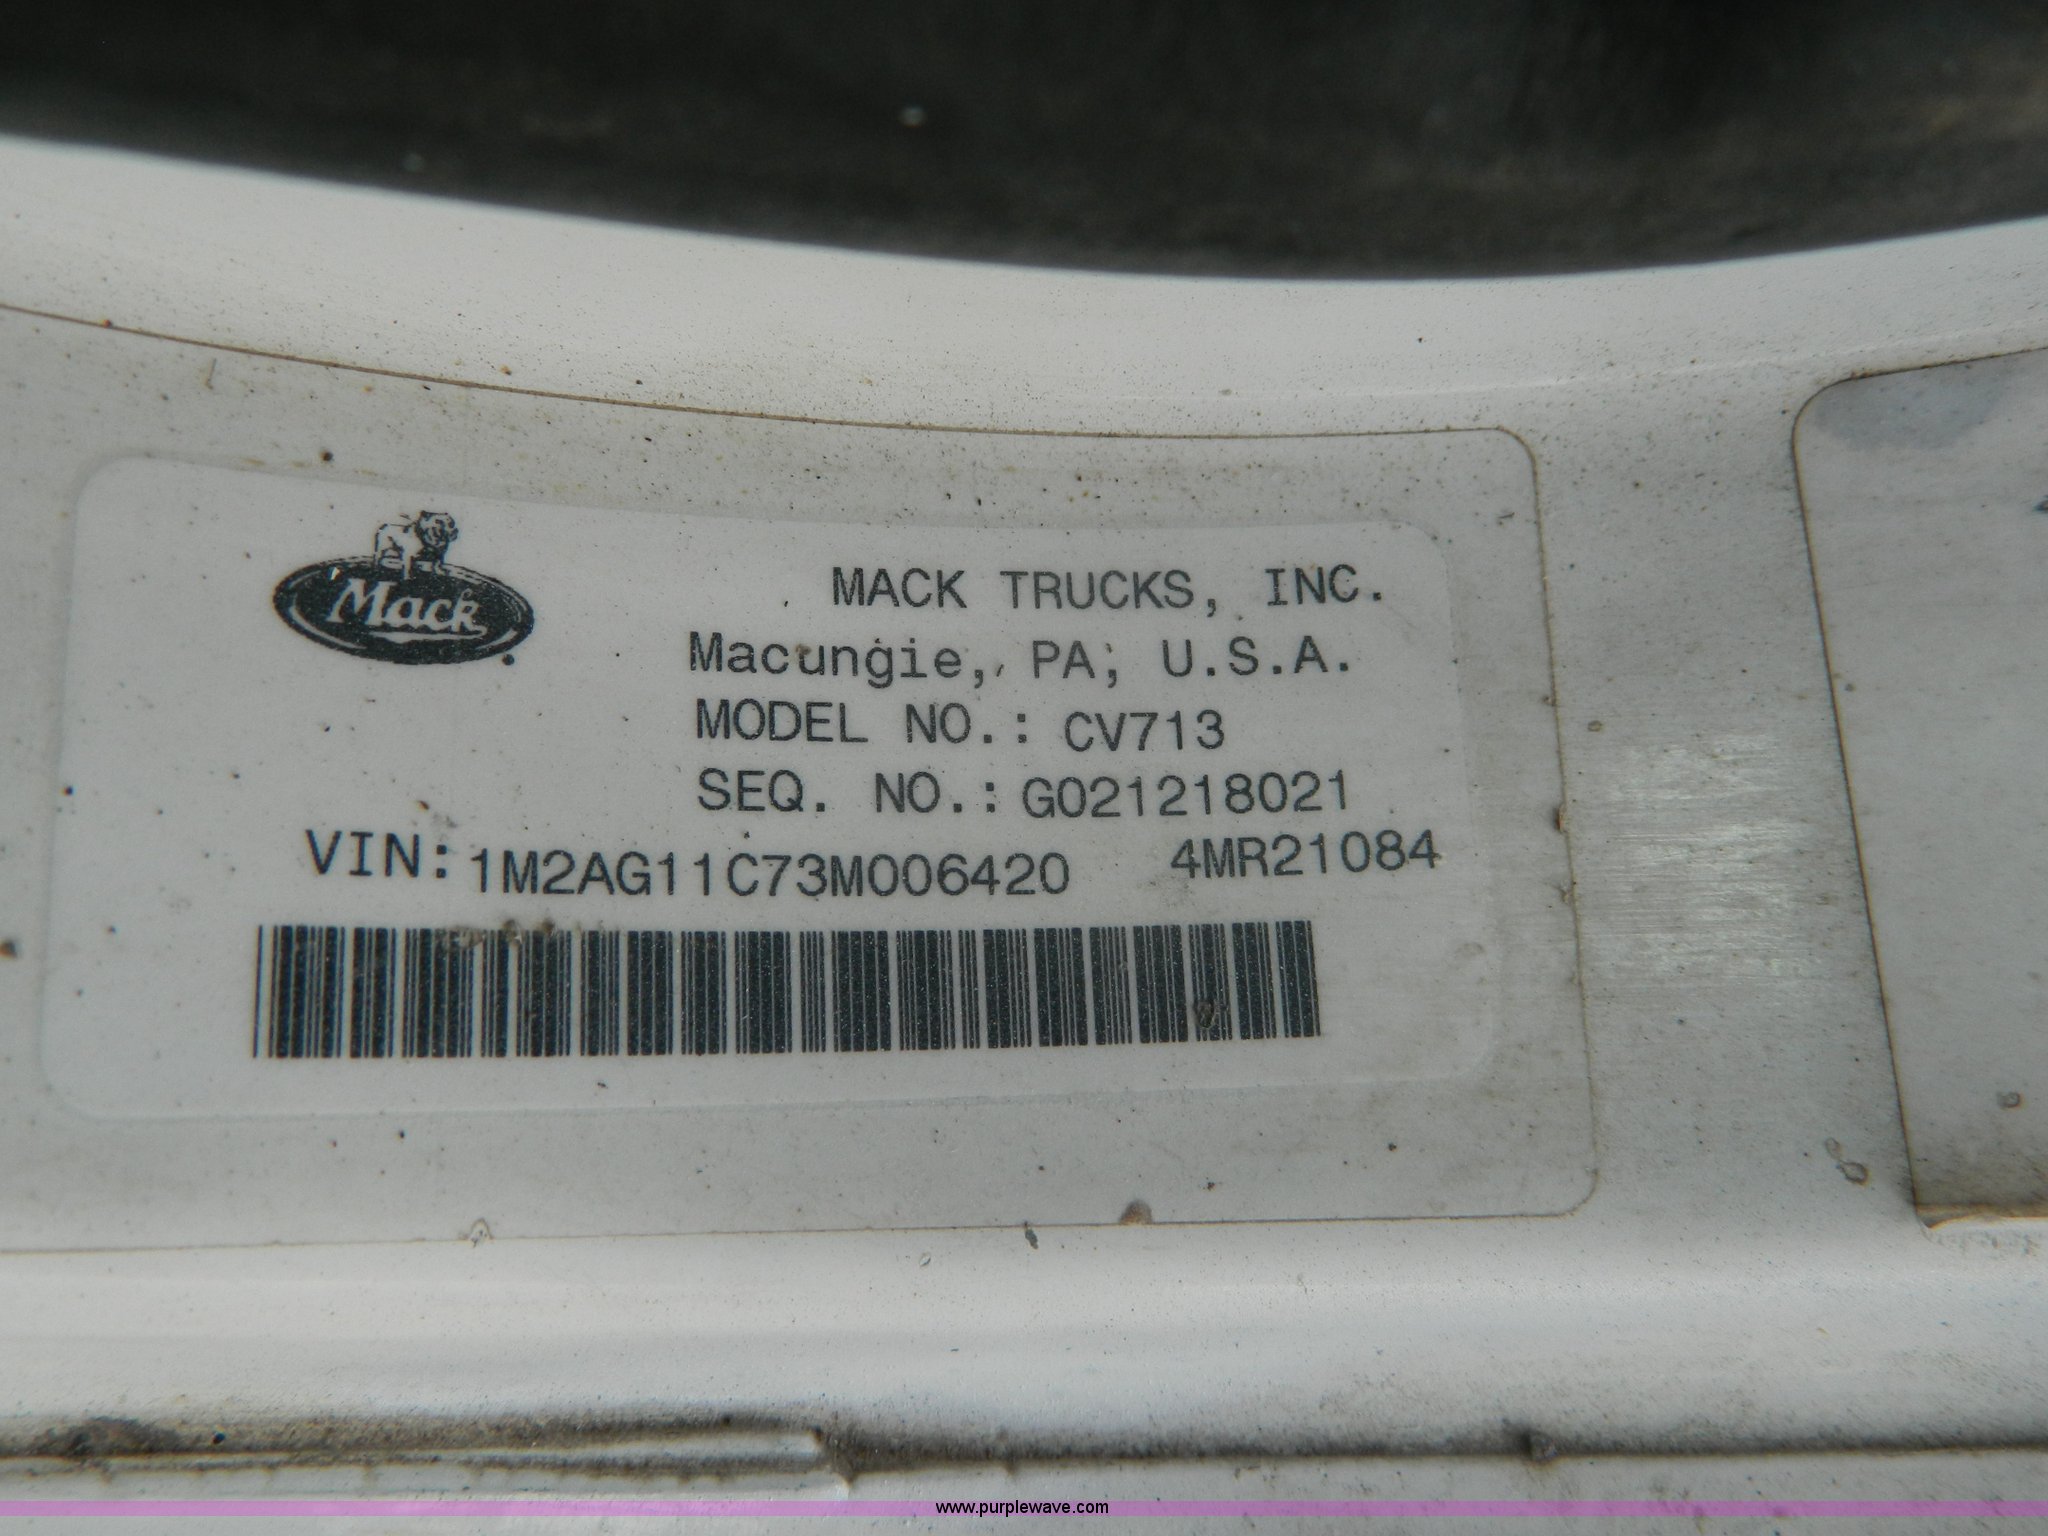 Mack
MACK TRUCKS, INC.
Macungie, PA, U.S.A.
MODEL NO.: CV713
SEQ. NO.: G021218021
VIN: 1M2AG11C73M006420 4MR21084
www.purplewave.com